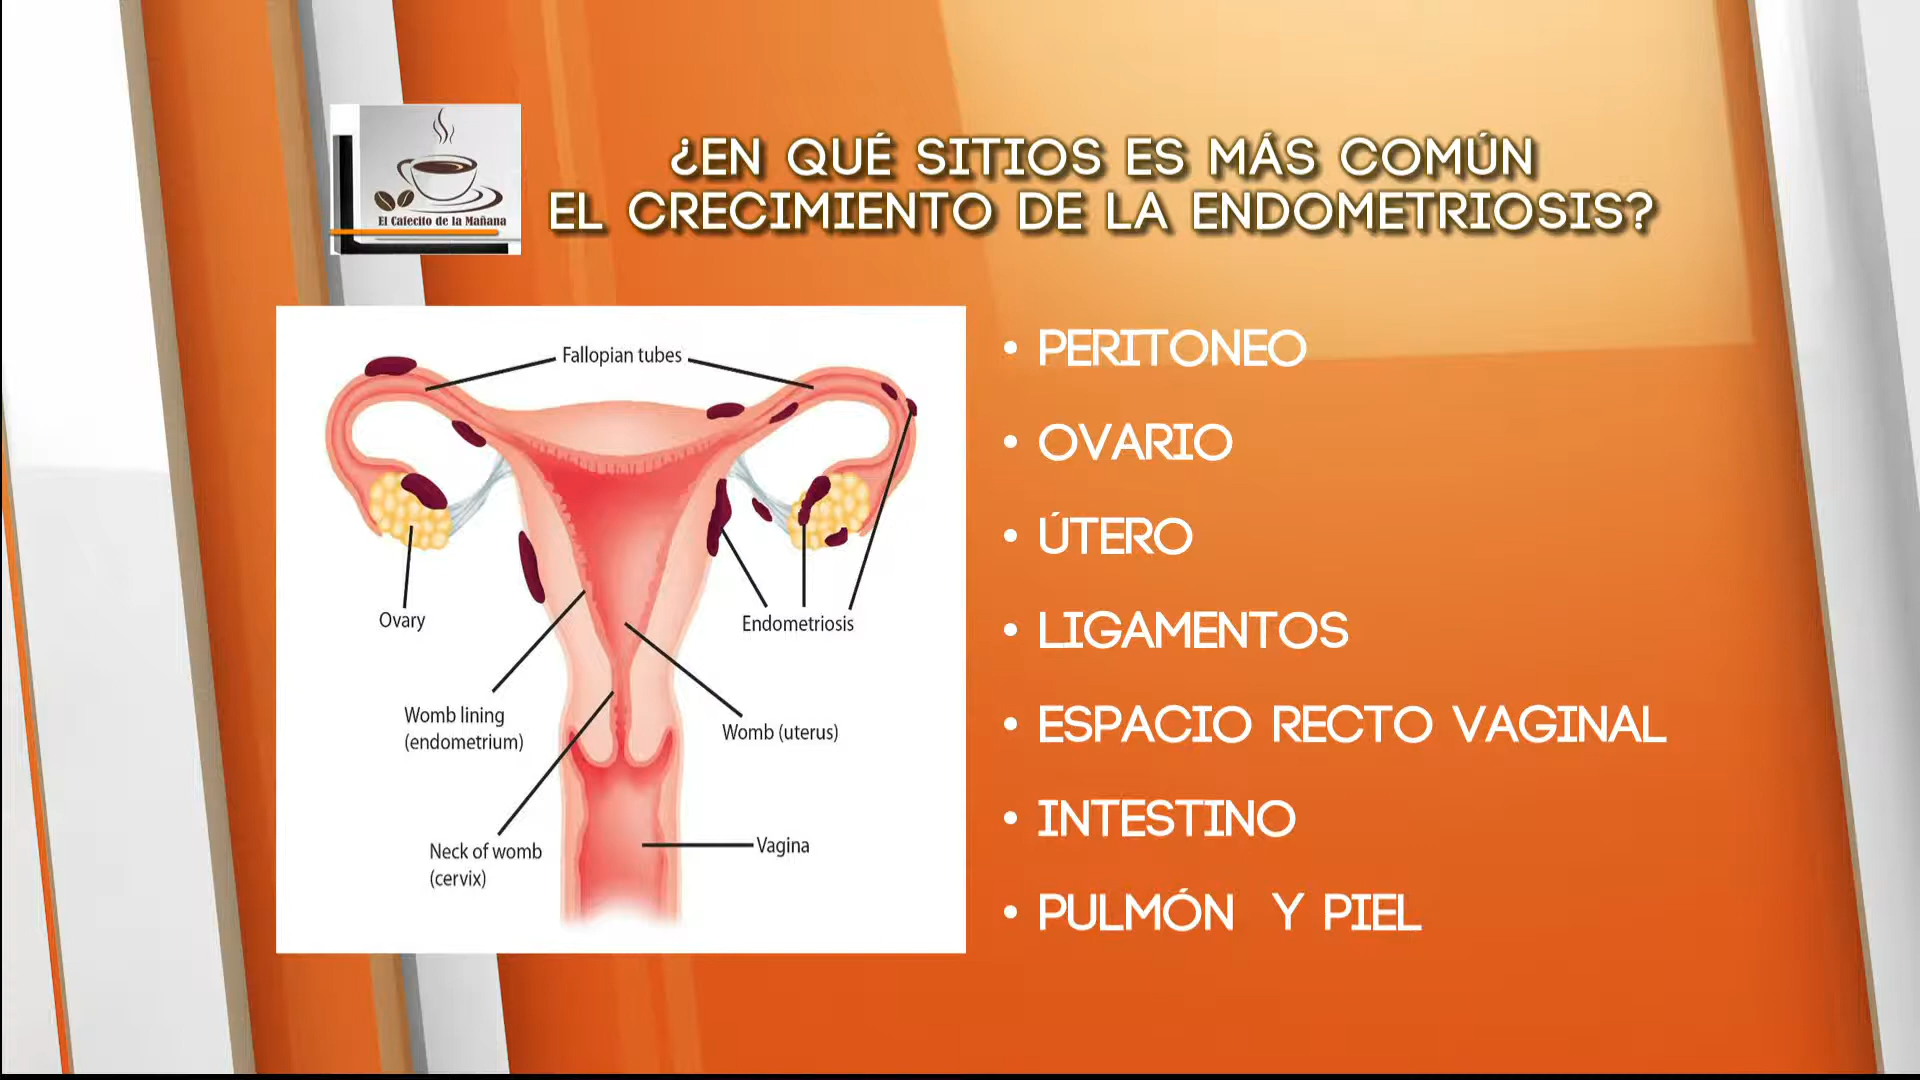 El Cafecito de la Mañana
¿EN QUÉ SITIOS ES MÁS COMÚN
EL CRECIMIENTO DE LA ENDOMETRIOSIS?
Fallopian tubes
Ovary
Endometriosis
Womb lining
(endometrium)
Womb (uterus)
Neck of womb
(cervix)
Vagina
• PERITONEO
• OVARIO
• ÚTERO
• LIGAMENTOS
• ESPACIO RECTO VAGINAL
• INTESTINO
• PULMÓN Y PIEL